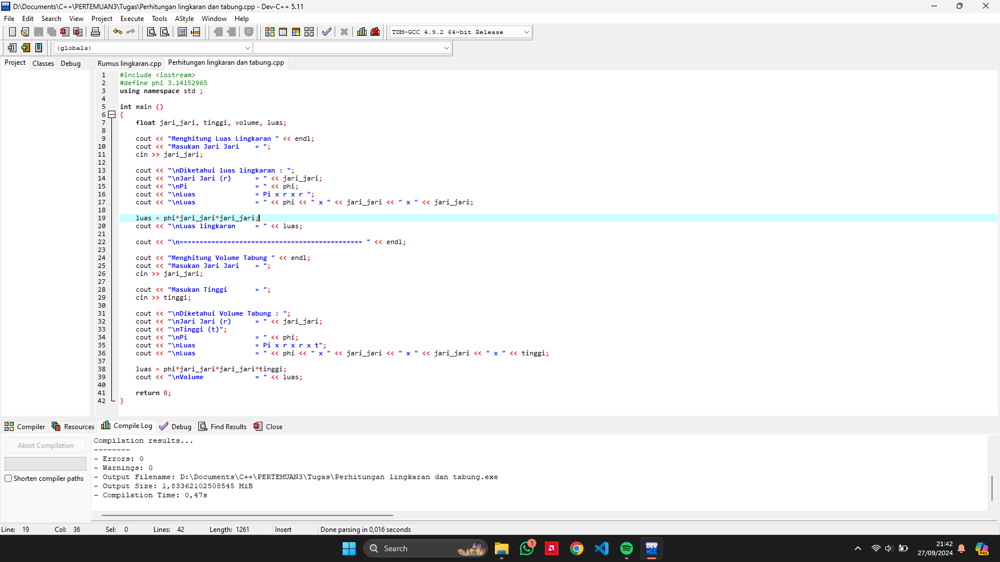 D:\Documents\C++\PERTEMUAN3\Tugas\Perhitungan lingkaran dan tabung.cpp - Dev-C++ 5.11
File Edit Search View Project Execute Tools AStyle Window Help
TDM-GCC 4.9.2 64-bit Release
(globals)
Project Classes Debug Rumus lingkaran.cpp Perhitungan lingkaran dan tabung.cpp
1 #include <iostream>
2 #define phi 3.14152965
3 using namespace std ;
4
5 int main ()
6 {
7 float jari_jari, tinggi, volume, luas;
8
9 cout << "Menghitung Luas Lingkaran " << endl;
10 cout << "Masukan Jari Jari    = ";
11 cin >> jari_jari;
12
13 cout << "\nDiketahui luas lingkaran : ";
14 cout << "\nJari Jari (r)      = " << jari_jari;
15 cout << "\nPi                 = " << phi;
16 cout << "\nLuas               = Pi x r x r ";
17 cout << "\nLuas               = " << phi << " x " << jari_jari << " x " << jari_jari;
18
19 luas = phi*jari_jari*jari_jari;
20 cout << "\nLuas lingkaran     = " << luas;
21
22 cout << "\n============================================== " << endl;
23
24 cout << "Menghitung Volume Tabung " << endl;
25 cout << "Masukan Jari Jari    = ";
26 cin >> jari_jari;
27
28 cout << "Masukan Tinggi       = ";
29 cin >> tinggi;
30
31 cout << "\nDiketahui Volume Tabung : ";
32 cout << "\nJari Jari (r)      = " << jari_jari;
33 cout << "\nTinggi (t)";
34 cout << "\nPi                 = " << phi;
35 cout << "\nLuas               = Pi x r x r x t";
36 cout << "\nLuas               = " << phi << " x " << jari_jari << " x " << jari_jari << " x " << tinggi;
37
38 luas = phi*jari_jari*jari_jari*tinggi;
39 cout << "\nVolume             = " << luas;
40
41 return 0;
42 }
Compiler Resources Compile Log Debug Find Results Close
Abort Compilation
Shorten compiler paths
Compilation results...
--------
- Errors: 0
- Warnings: 0
- Output Filename: D:\Documents\C++\PERTEMUAN3\Tugas\Perhitungan lingkaran dan tabung.exe
- Output Size: 1,83362102508545 MiB
- Compilation Time: 0,47s
Line: 19 Col: 36 Sel: 0 Lines: 42 Length: 1261 Insert Done parsing in 0,016 seconds
Search
1
DEV
PRE
21:42
27/09/2024